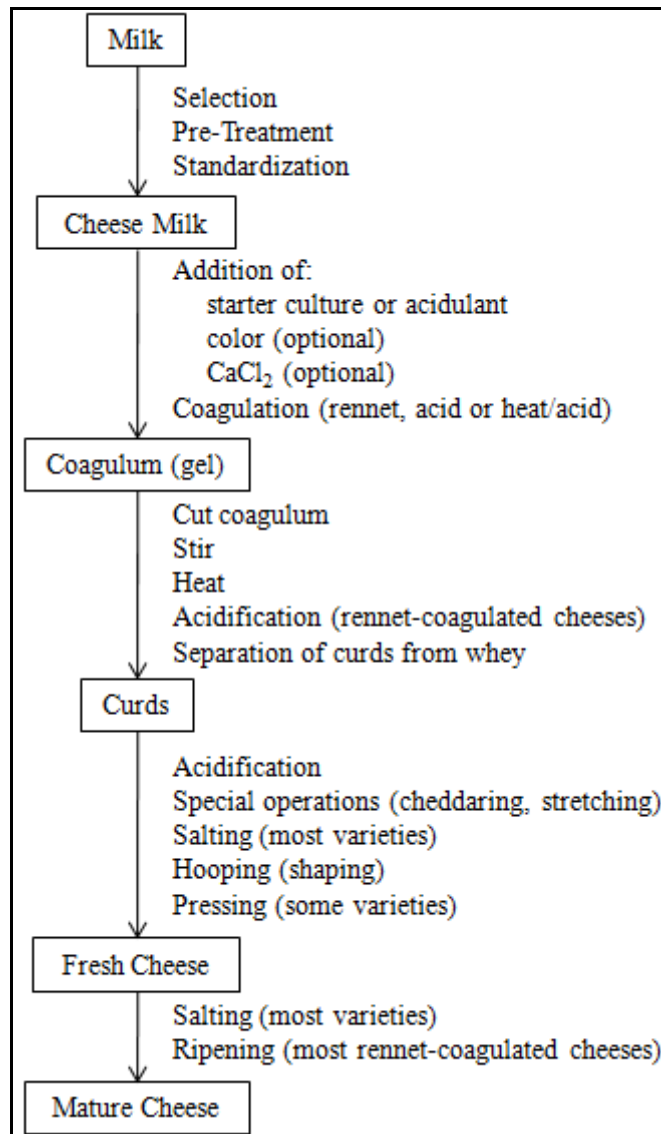 Milk
Selection
Pre-Treatment
Standardization
Cheese Milk
Addition of:
starter culture or acidulant
color (optional)
CaCl₂ (optional)
Coagulation (rennet, acid or heat/acid)
Coagulum (gel)
Cut coagulum
Stir
Heat
Acidification (rennet-coagulated cheeses)
Separation of curds from whey
Curds
Acidification
Special operations (cheddaring, stretching)
Salting (most varieties)
Hooping (shaping)
Pressing (some varieties)
Fresh Cheese
Salting (most varieties)
Ripening (most rennet-coagulated cheeses)
Mature Cheese